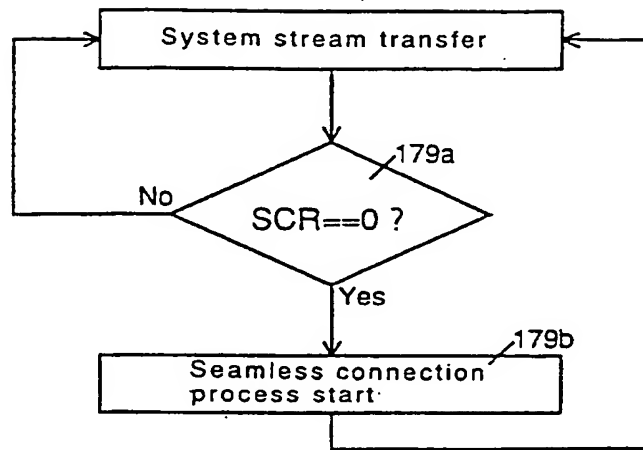 System stream transfer
179a
No
SCR==0 ?
Yes
179b
Seamless connection
process start